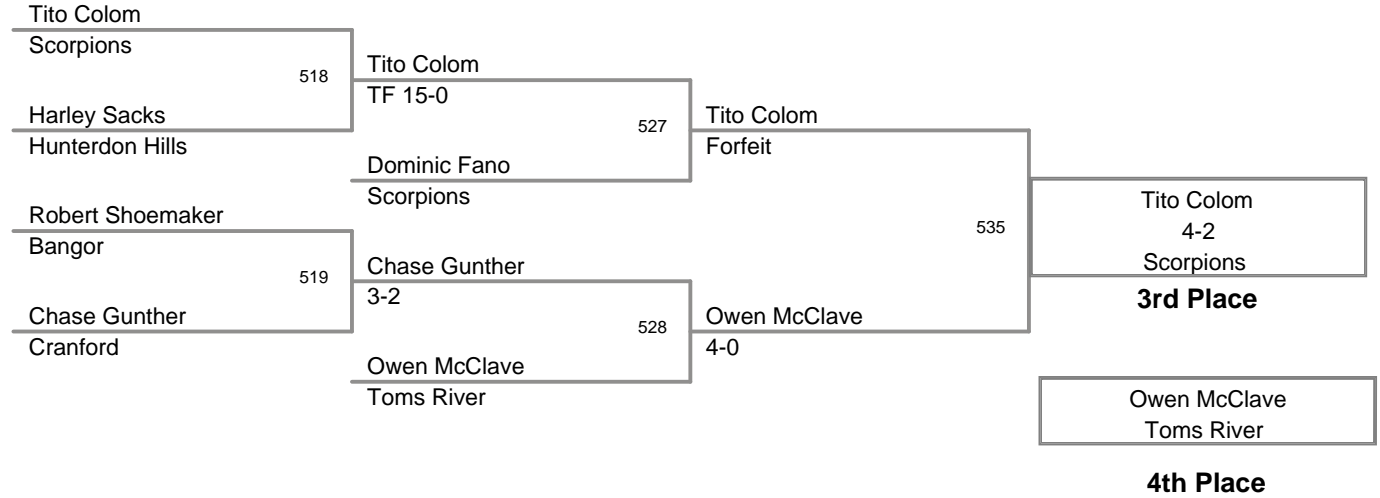 Tito Colom
Scorpions
518
Harley Sacks
Hunterdon Hills
Robert Shoemaker
Bangor
519
Chase Gunther
Cranford
Tito Colom
TF 15-0
527
Dominic Fano
Scorpions
Chase Gunther
3-2
528
Owen McClave
Toms River
Tito Colom
Forfeit
535
Owen McClave
4-0
Tito Colom
4-2
Scorpions
3rd Place
Owen McClave
Toms River
4th Place